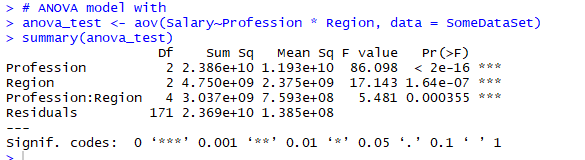 > # ANOVA model with
> anova_test <- aov(Salary~Profession * Region, data = SomeDataSet)
> summary(anova_test)
                   Df    Sum Sq   Mean Sq F value   Pr(>F)
Profession          2 2.386e+10 1.193e+10  86.098  < 2e-16 ***
Region              2 4.750e+09 2.375e+09  17.143 1.64e-07 ***
Profession:Region   4 3.037e+09 7.593e+08   5.481 0.000355 ***
Residuals         171 2.369e+10 1.385e+08
---
Signif. codes:  0 ‘***’ 0.001 ‘**’ 0.01 ‘*’ 0.05 ‘.’ 0.1 ‘ ’ 1
>